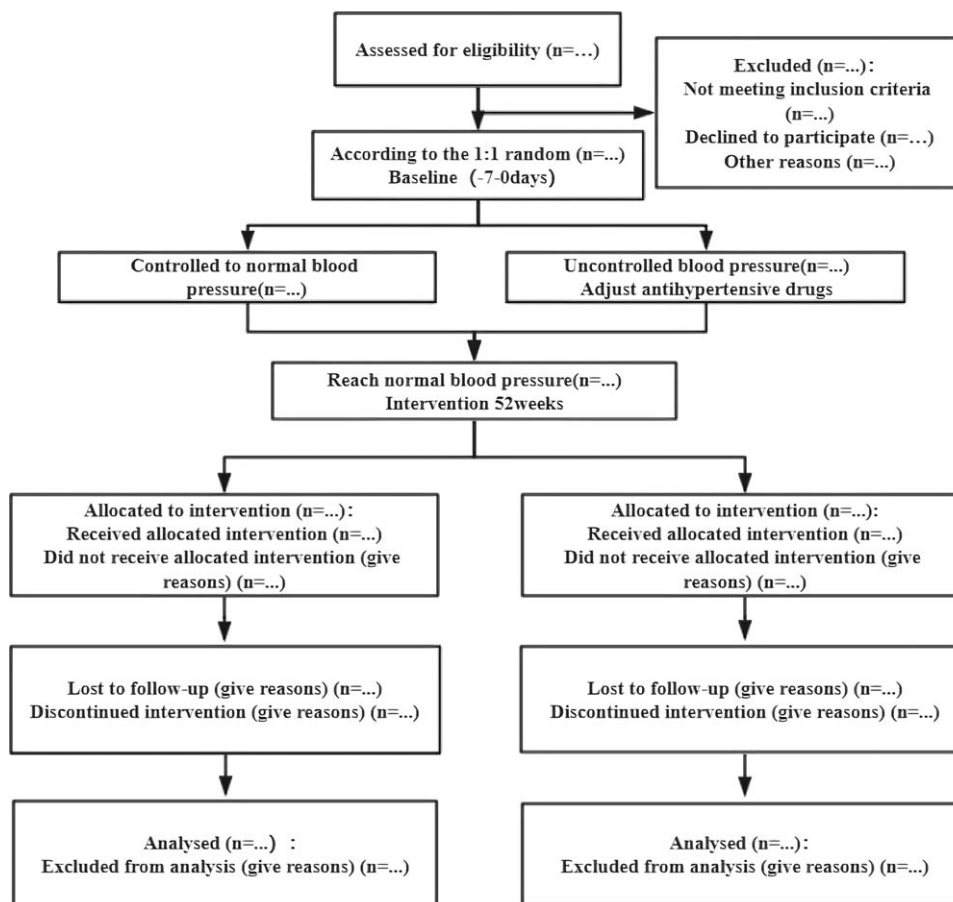 Assessed for eligibility (n=…)
Excluded (n=...)：
Not meeting inclusion criteria
(n=...)
Declined to participate (n=…)
Other reasons (n=...)
According to the 1:1 random (n=...)
Baseline（-7-0days）
Controlled to normal blood
pressure(n=...)
Uncontrolled blood pressure(n=...)
Adjust antihypertensive drugs
Reach normal blood pressure(n=...)
Intervention 52weeks
Allocated to intervention (n=...)：
Received allocated intervention (n=...)
Did not receive allocated intervention (give
reasons) (n=...)
Allocated to intervention (n=...)：
Received allocated intervention (n=...)
Did not receive allocated intervention (give
reasons) (n=...)
Lost to follow-up (give reasons) (n=...)
Discontinued intervention (give reasons) (n=...)
Lost to follow-up (give reasons) (n=...)
Discontinued intervention (give reasons) (n=...)
Analysed (n=...）：
Excluded from analysis (give reasons) (n=...)
Analysed (n=...)：
Excluded from analysis (give reasons) (n=...)